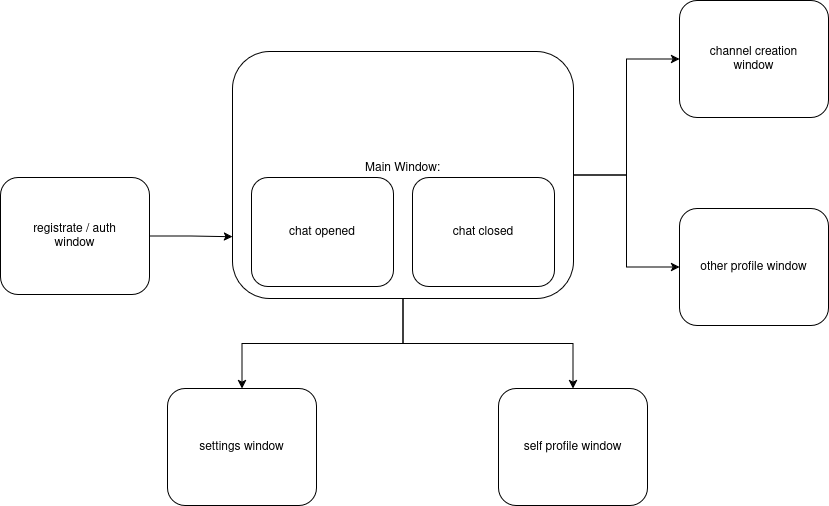 channel creation
window
Main Window:
registrate / auth
window
chat opened
chat closed
other profile window
settings window
self profile window